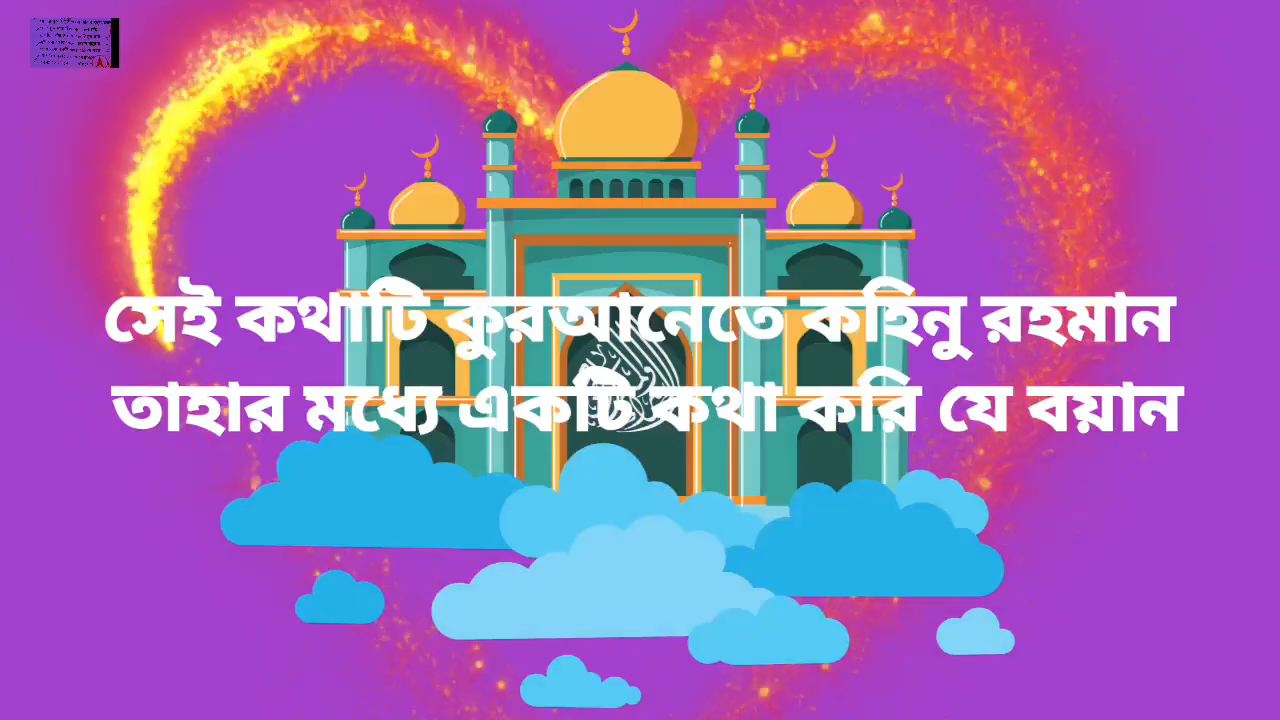 সেই কথাটি কুরআনেতে কহিনু রহমান
তাহার মধ্যে একটি কথা করি যে বয়ান